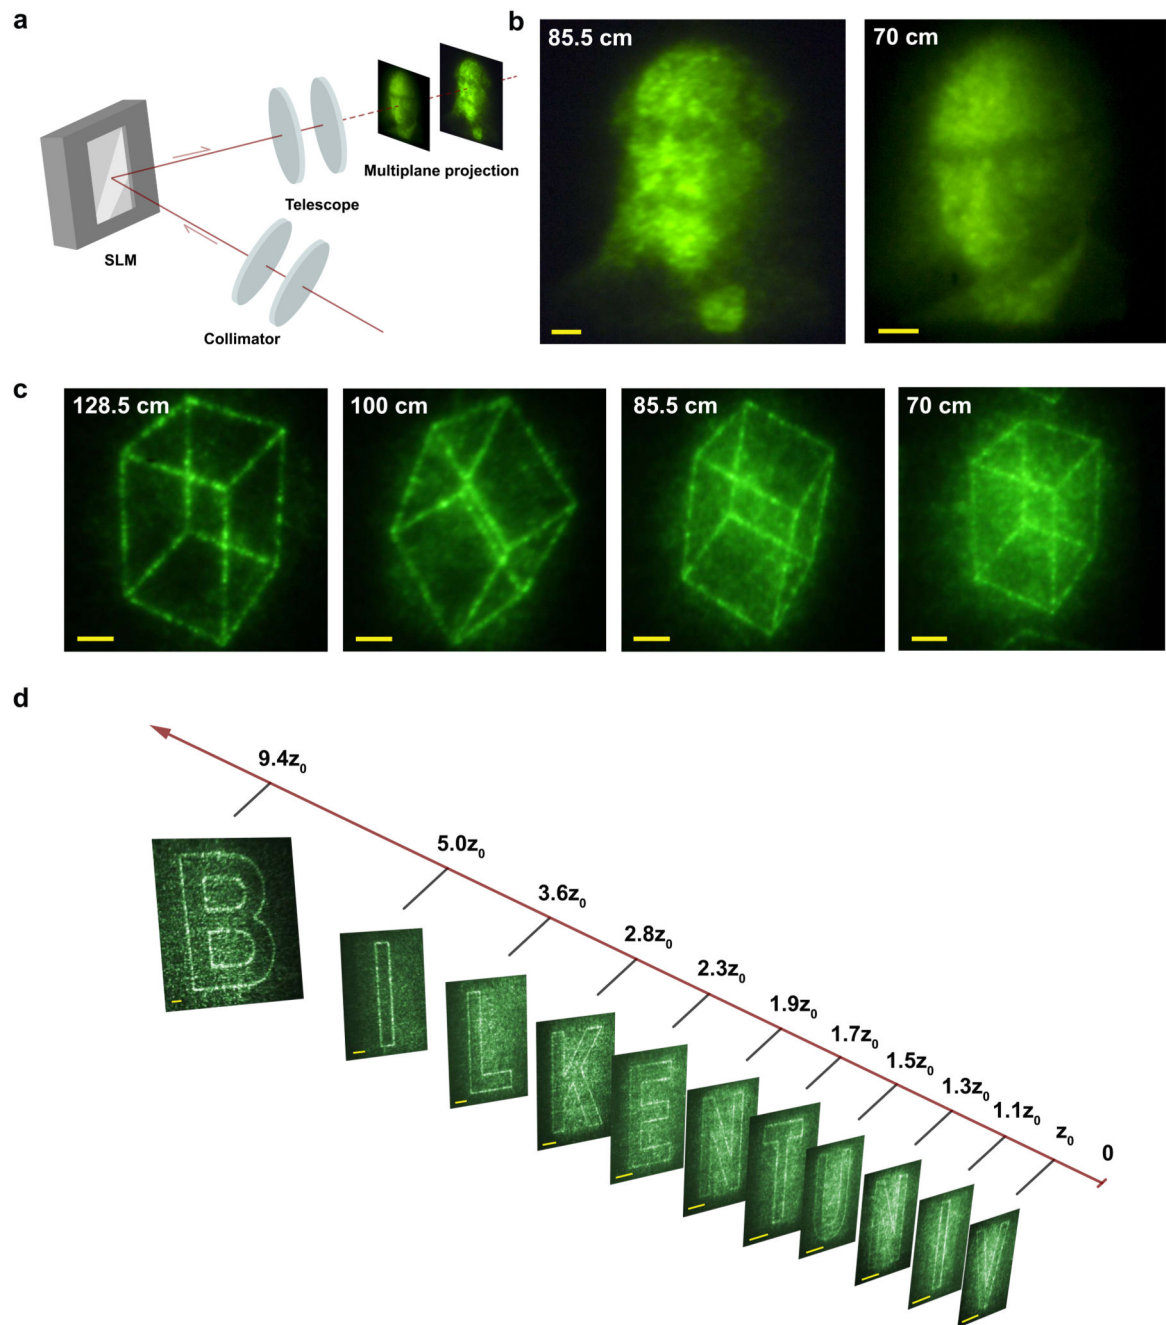 a
SLM
Telescope
Multiplane projection
Collimator
b
85.5 cm
70 cm
c
128.5 cm
100 cm
85.5 cm
70 cm
d
9.4z₀
5.0z₀
3.6z₀
2.8z₀
2.3z₀
1.9z₀
1.7z₀
1.5z₀
1.3z₀
1.1z₀
z₀
0
B
I
L
K
E
N
T
U
N
I
V